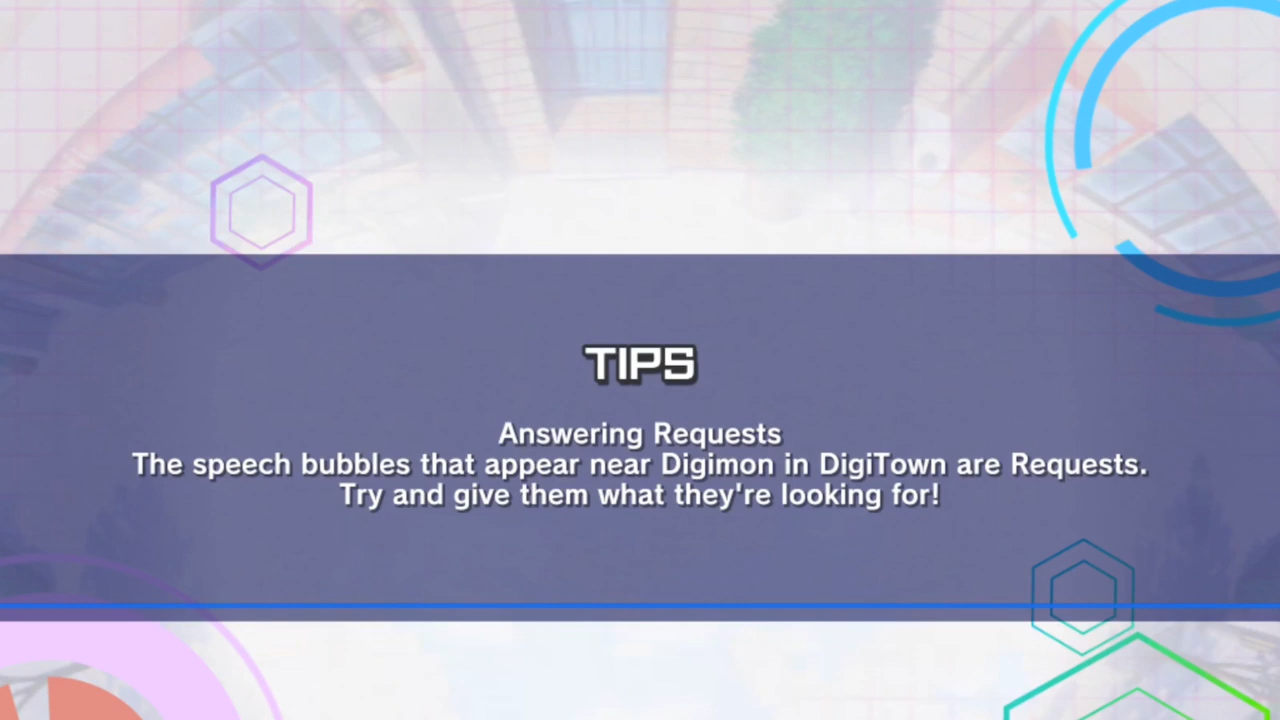 TIPS
Answering Requests
The speech bubbles that appear near Digimon in DigiTown are Requests.
Try and give them what they're looking for!